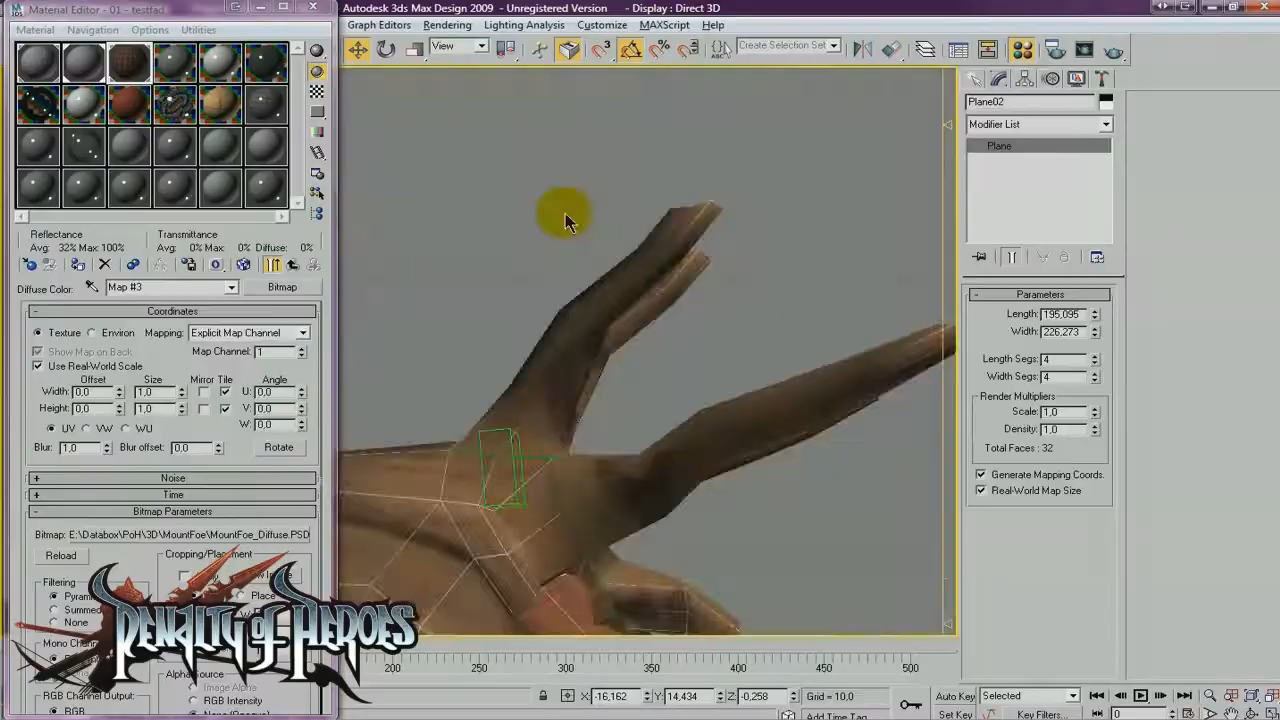 Material Editor - 01 - testfad
Autodesk 3ds Max Design 2009 - Unregistered Version - Display : Direct 3D
Material Navigation Options Utilities
Graph Editors Rendering Lighting Analysis Customize MAXScript Help
View
Create Selection Set
Plane02
Modifier List
Plane
Reflectance
Avg: 32% Max: 100%
Transmittance
Avg: 0% Max: 0% Diffuse: 0%
Diffuse Color: Map #3 Bitmap
Coordinates
Texture Environ Mapping: Explicit Map Channel
Show Map on Back Map Channel: 1
Use Real-World Scale
Offset Size Mirror Tile Angle
Width: 0,0 1,0 U: 0,0
Height: 0,0 1,0 V: 0,0
UV VW WU W: 0,0
Blur: 1,0 Blur offset: 0,0 Rotate
Noise
Time
Bitmap Parameters
Bitmap: E:\Databox\PoH\3D\MountFoe\MountFoe_Diffuse.PSD
Reload
Cropping/Placement
Filtering
Place
None
RGB Channel Output:
RGB
Image Alpha
RGB Intensity
Parameters
Length: 195,095
Width: 226,273
Length Segs: 4
Width Segs: 4
Render Multipliers
Scale: 1,0
Density: 1,0
Total Faces : 32
Generate Mapping Coords.
Real-World Map Size
PENALTY OF HEROES
200 250 300 350 400 450 500
X: -16,162 Y: 14,434 Z: -0,258 Grid = 10,0
Add Time Tag
Auto Key Selected
Set Key Key Filters... 0